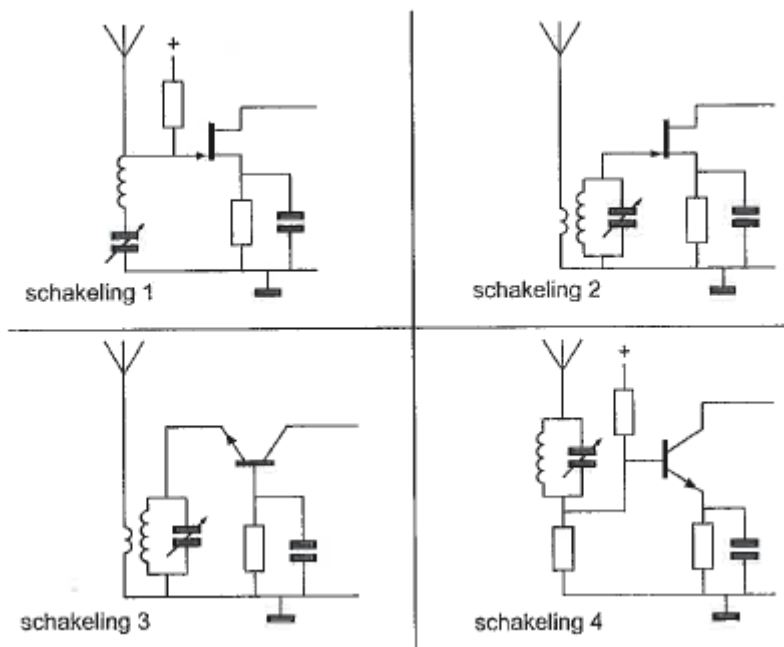 +
schakeling 1
schakeling 2
schakeling 3
+
schakeling 4